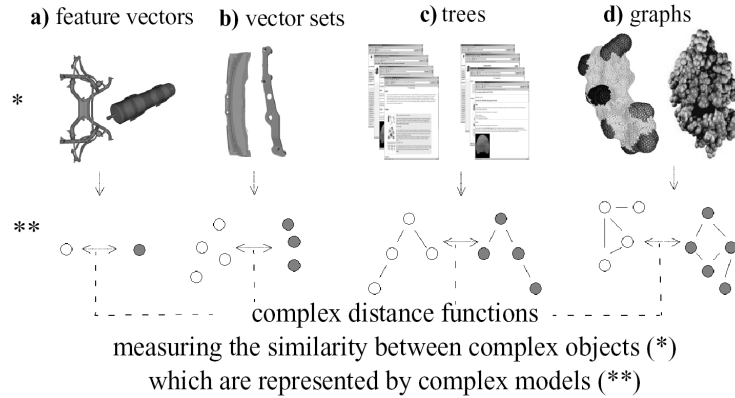 a) feature vectors b) vector sets c) trees d) graphs
*
**
complex distance functions
measuring the similarity between complex objects (*)
which are represented by complex models (**)